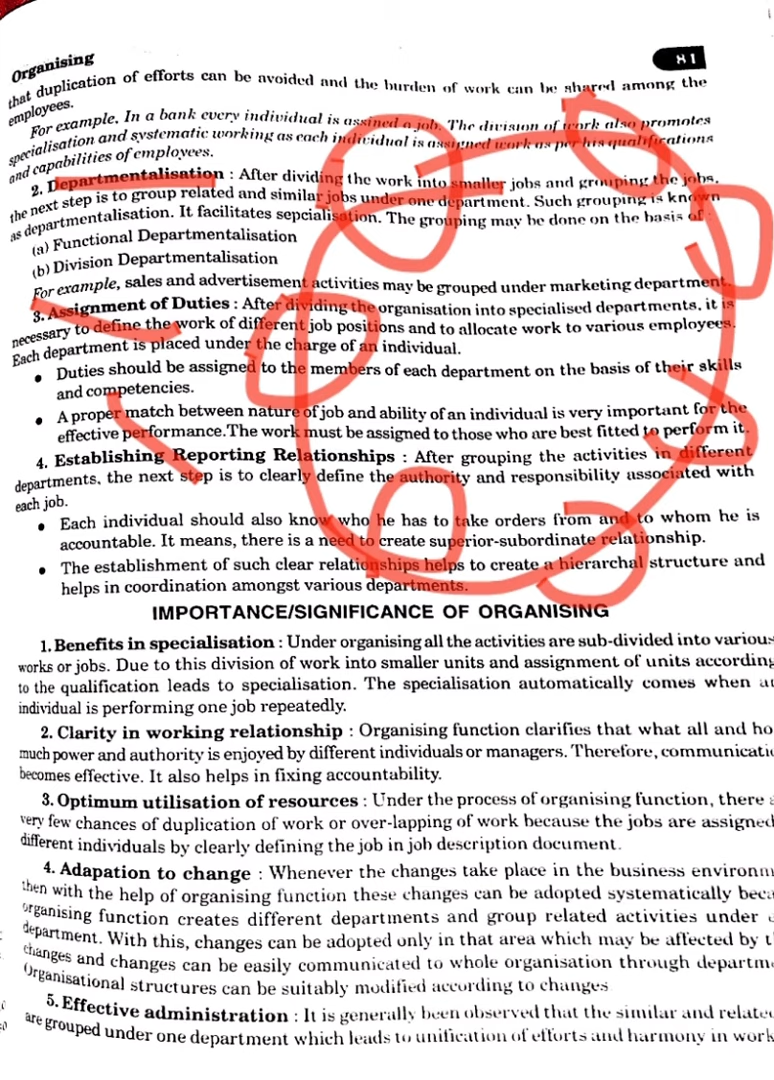 Organising 81
that duplication of efforts can be avoided and the burden of work can be shared among the
employees.
For example, In a bank every individual is assined a job. The division of work also promotes
specialisation and systematic working as each individual is assigned work as per his qualifications
and capabilities of employees.
2. Departmentalisation : After dividing the work into smaller jobs and grouping the jobs,
the next step is to group related and similar jobs under one department. Such grouping is known
as departmentalisation. It facilitates sepcialisation. The grouping may be done on the basis of :
(a) Functional Departmentalisation
(b) Division Departmentalisation
For example, sales and advertisement activities may be grouped under marketing department.
3. Assignment of Duties : After dividing the organisation into specialised departments, it is
necessary to define the work of different job positions and to allocate work to various employees.
Each department is placed under the charge of an individual.
• Duties should be assigned to the members of each department on the basis of their skills
and competencies.
• A proper match between nature of job and ability of an individual is very important for the
effective performance.The work must be assigned to those who are best fitted to perform it.
4. Establishing Reporting Relationships : After grouping the activities in different
departments, the next step is to clearly define the authority and responsibility associated with
each job.
• Each individual should also know who he has to take orders from and to whom he is
accountable. It means, there is a need to create superior-subordinate relationship.
• The establishment of such clear relationships helps to create a hierarchal structure and
helps in coordination amongst various departments.
IMPORTANCE/SIGNIFICANCE OF ORGANISING
1. Benefits in specialisation : Under organising all the activities are sub-divided into various
works or jobs. Due to this division of work into smaller units and assignment of units according
to the qualification leads to specialisation. The specialisation automatically comes when
individual is performing one job repeatedly.
2. Clarity in working relationship : Organising function clarifies that what all and ho
much power and authority is enjoyed by different individuals or managers. Therefore, communicati
becomes effective. It also helps in fixing accountability.
3. Optimum utilisation of resources : Under the process of organising function, there
very few chances of duplication of work or over-lapping of work because the jobs are assigned
different individuals by clearly defining the job in job description document.
4. Adapation to change : Whenever the changes take place in the business environm
then with the help of organising function these changes can be adopted systematically beca
organising function creates different departments and group related activities under
department. With this, changes can be adopted only in that area which may be affected by t
changes and changes can be easily communicated to whole organisation through departm
Organisational structures can be suitably modified according to changes
5. Effective administration : It is generally been observed that the similar and related
are grouped under one department which leads to unification of efforts and harmony in work